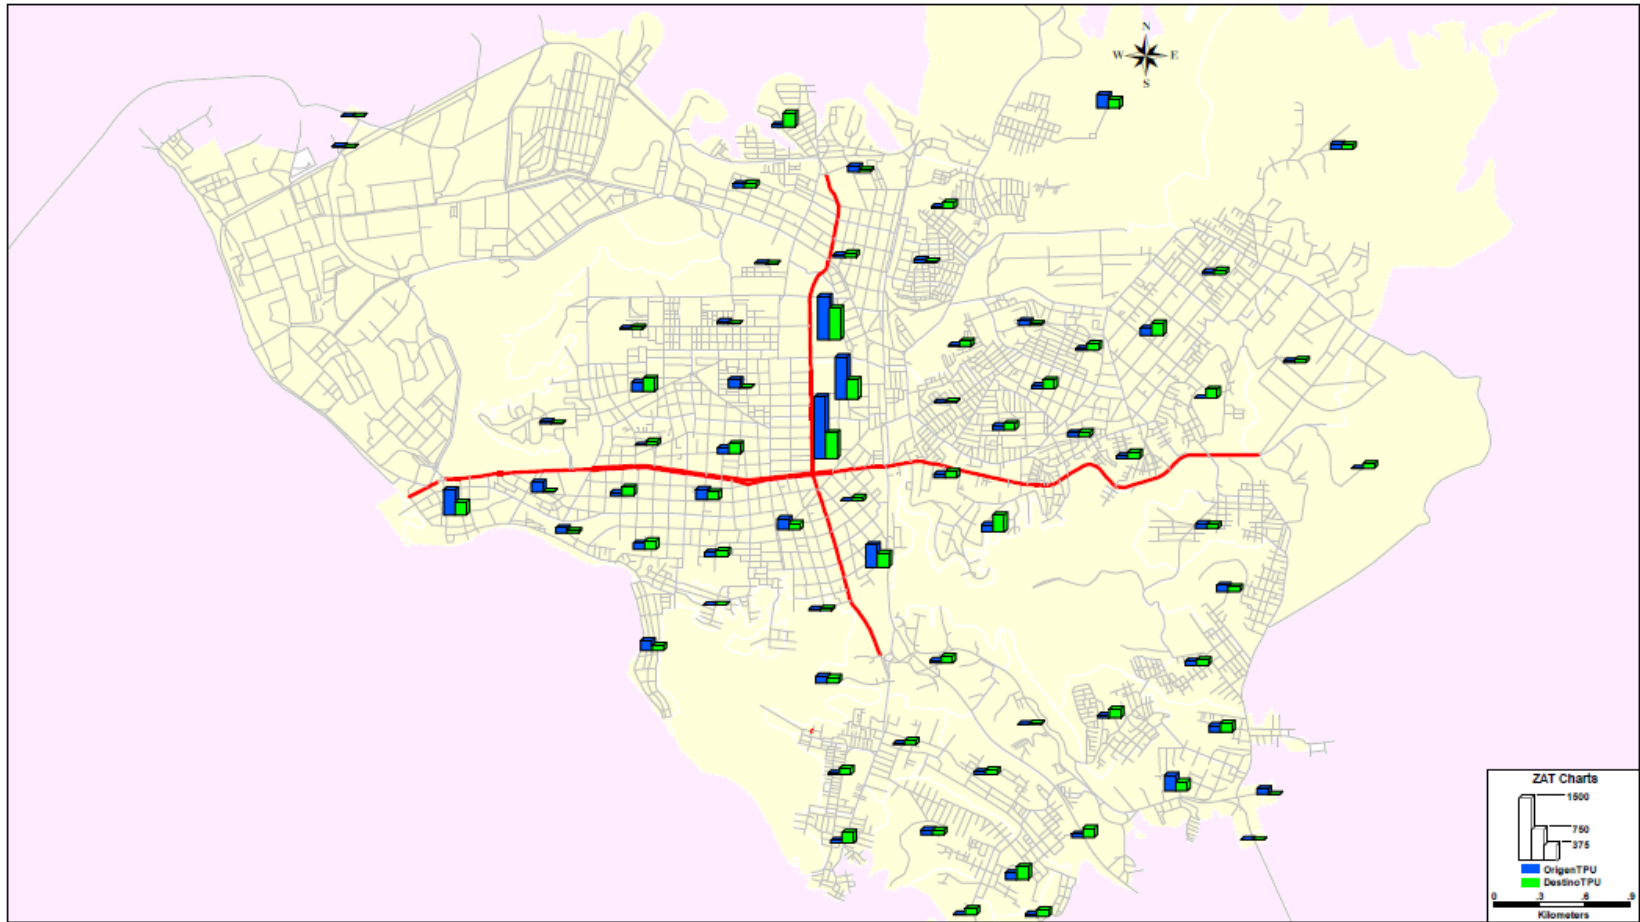 N
W E
S
ZAT Charts
1500
750
375
OrigenTPU
DestinoTPU
0 .3 .6 .9
Kilometers